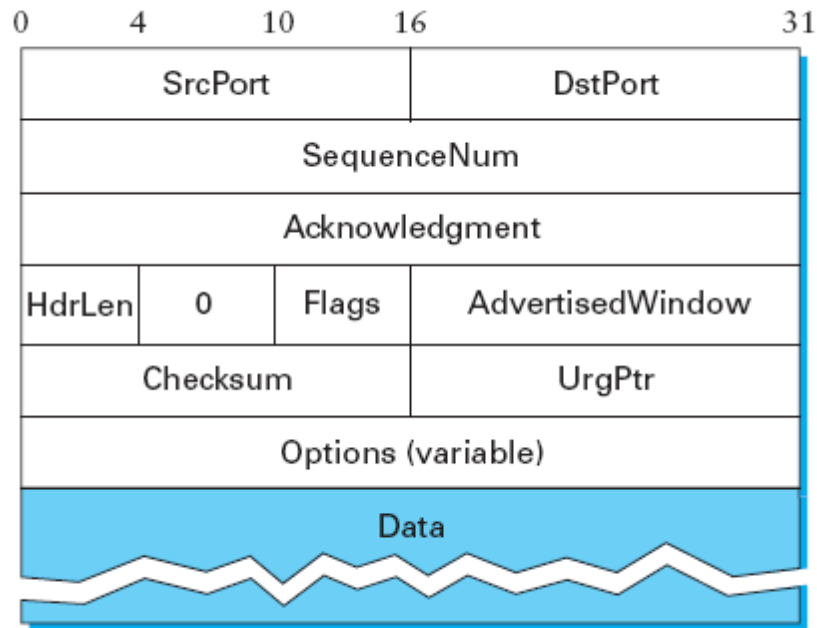 0 4 10 16 31
SrcPort DstPort
SequenceNum
Acknowledgment
HdrLen 0 Flags AdvertisedWindow
Checksum UrgPtr
Options (variable)
Data